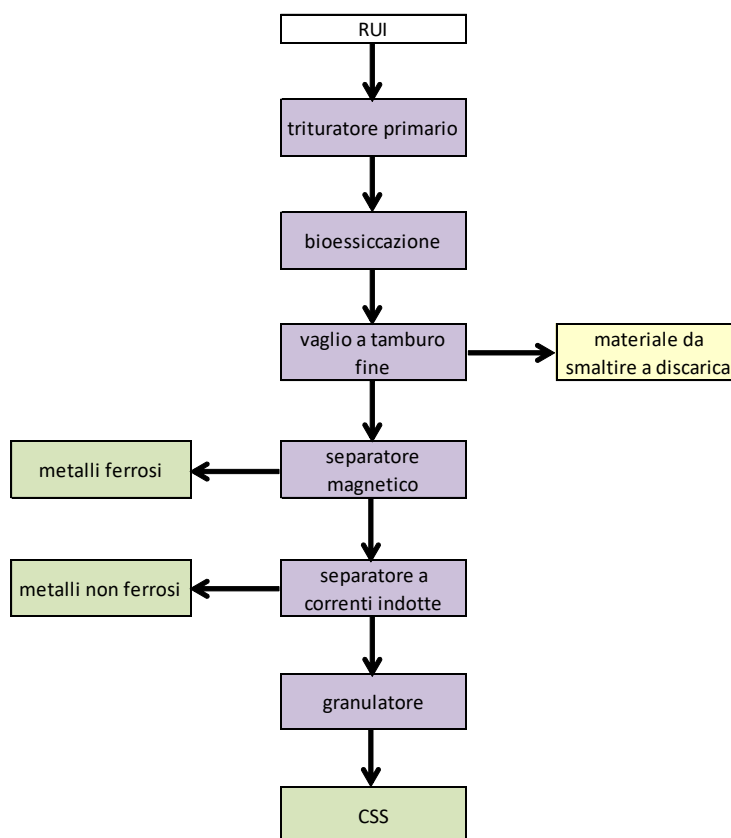 RUI
trituratore primario
bioessiccazione
vaglio a tamburo
fine
materiale da
smaltire a discarica
metalli ferrosi
separatore
magnetico
metalli non ferrosi
separatore a
correnti indotte
granulatore
CSS